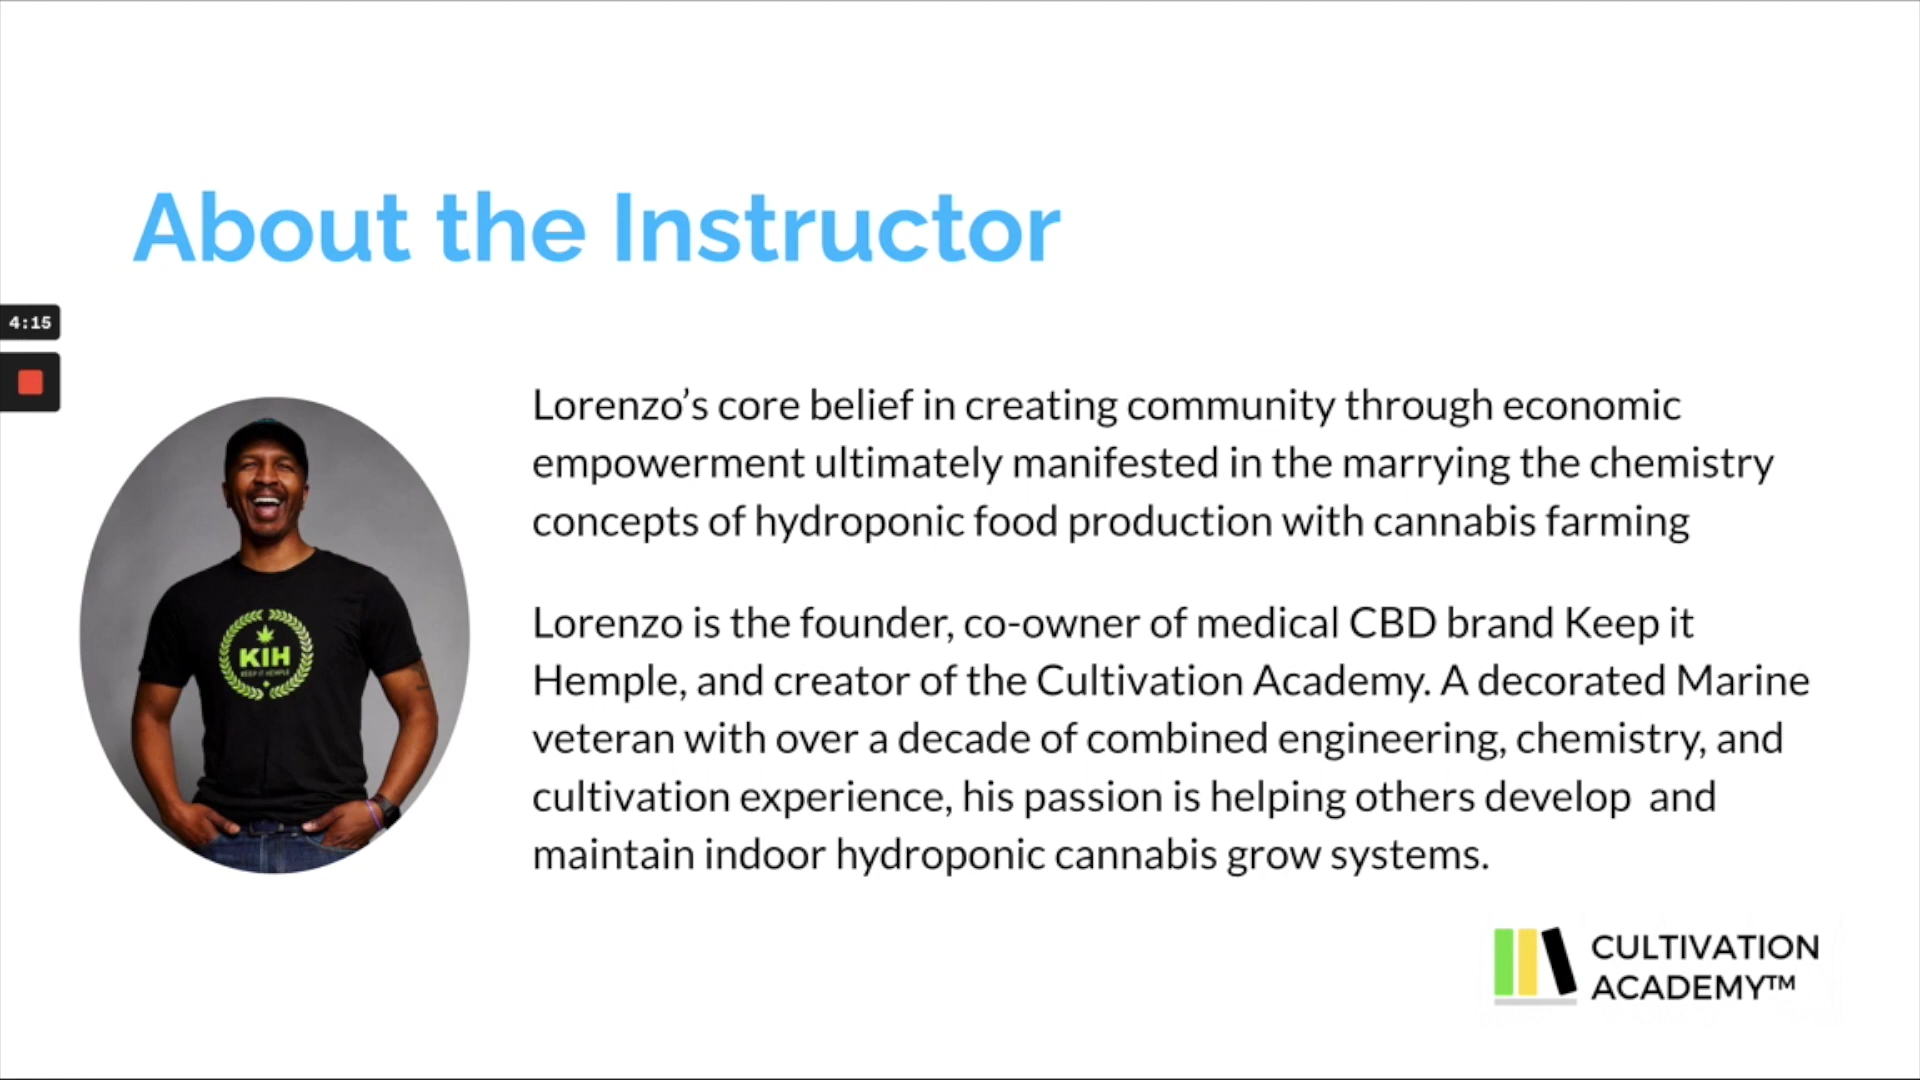 About the Instructor
4:15
Lorenzo’s core belief in creating community through economic
empowerment ultimately manifested in the marrying the chemistry
concepts of hydroponic food production with cannabis farming
Lorenzo is the founder, co-owner of medical CBD brand Keep it
Hemple, and creator of the Cultivation Academy. A decorated Marine
veteran with over a decade of combined engineering, chemistry, and
cultivation experience, his passion is helping others develop  and
maintain indoor hydroponic cannabis grow systems.
KIH
KEEP IT HEMPLE
CULTIVATION
ACADEMY™